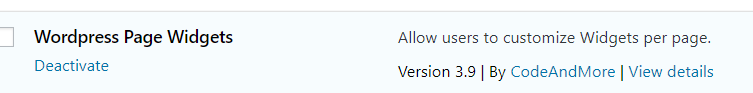 Wordpress Page Widgets
Allow users to customize Widgets per page.
Deactivate
Version 3.9 | By CodeAndMore | View details